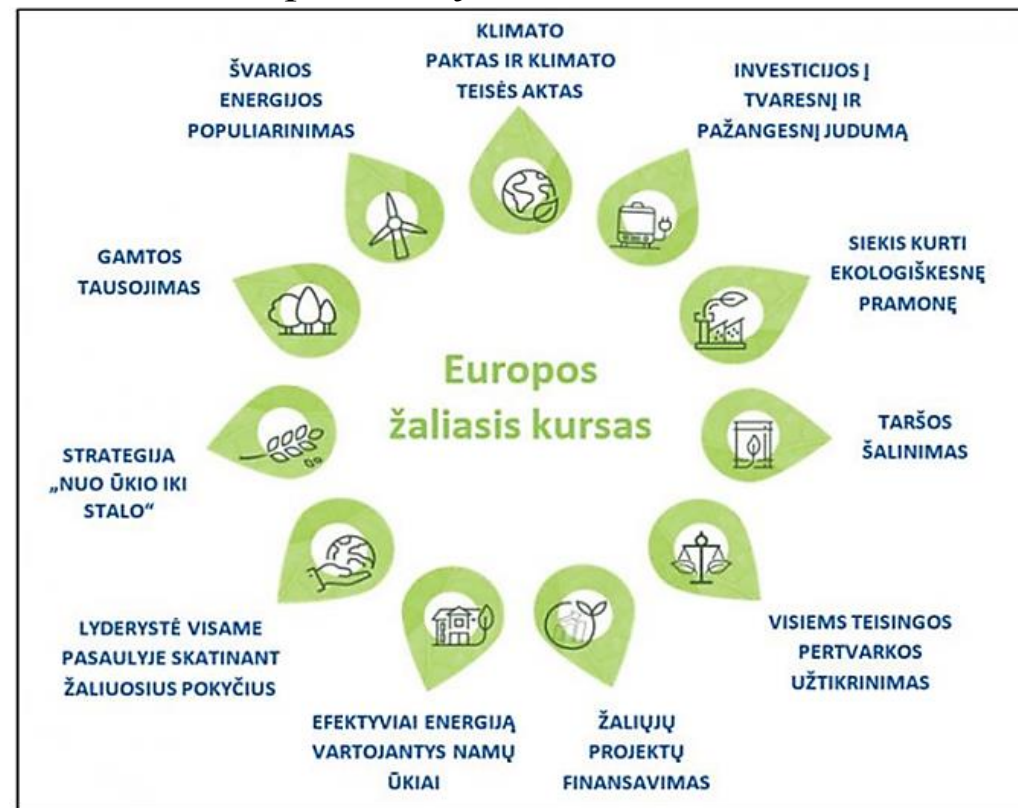 KLIMATO
PAKTAS IR KLIMATO
TEISĖS AKTAS
ŠVARIOS
ENERGIJOS
POPULIARINIMAS
INVESTICIJOS Į
TVARESNĮ IR
PAŽANGESNĮ JUDUMĄ
GAMTOS
TAUSOJIMAS
SIEKIS KURTI
EKOLOGIŠKESNĘ
PRAMONĘ
Europos
žaliasis kursas
STRATEGIJA
„NUO ŪKIO IKI
STALO“
TARŠOS
ŠALINIMAS
LYDERYSTĖ VISAME
PASAULYJE SKATINANT
ŽALIUOSIUS POKYČIUS
VISIEMS TEISINGOS
PERTVARKOS
UŽTIKRINIMAS
EFEKTYVIAI ENERGIJĄ
VARTOJANTYS NAMŲ
ŪKIAI
ŽALIŲJŲ
PROJEKTŲ
FINANSAVIMAS